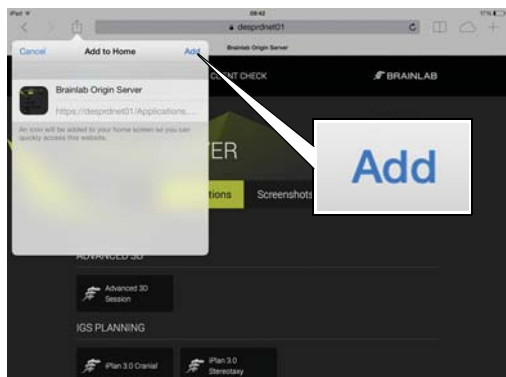 iPad
09:42
17%
desprdnet01
Cancel
Add to Home
Add
Brainlab Origin Server
CLIENT CHECK
BRAINLAB
Brainlab Origin Server
https://desprdnet01/Applications....
An icon will be added to your home screen so you can
quickly access this website.
VER
Add
tions
Screenshots
ADVANCED 3D
Advanced 3D
Session
IGS PLANNING
iPlan 3.0 Cranial
iPlan 3.0
Stereotaxy